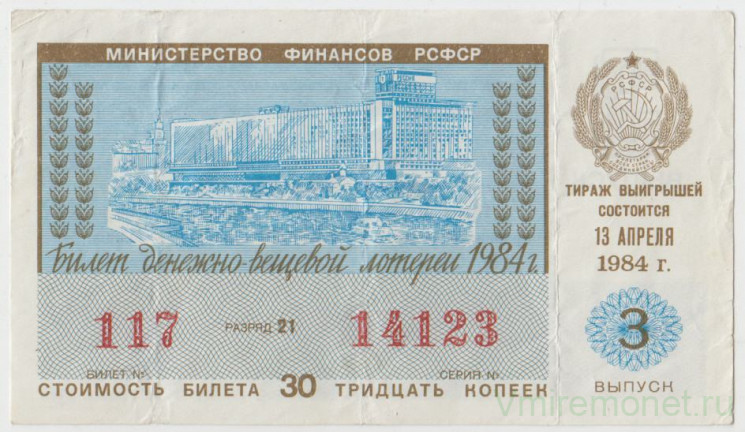 МИНИСТЕРСТВО ФИНАНСОВ РСФСР
Билет денежно-вещевой лотереи 1984 г.
117 РАЗРЯД 21 14123
БИЛЕТ № СЕРИЯ №
СТОИМОСТЬ БИЛЕТА 30 ТРИДЦАТЬ КОПЕЕК
РСФСР
ТИРАЖ ВЫИГРЫШЕЙ
СОСТОИТСЯ
13 АПРЕЛЯ
1984 г.
3
ВЫПУСК
vmiremonet.ru